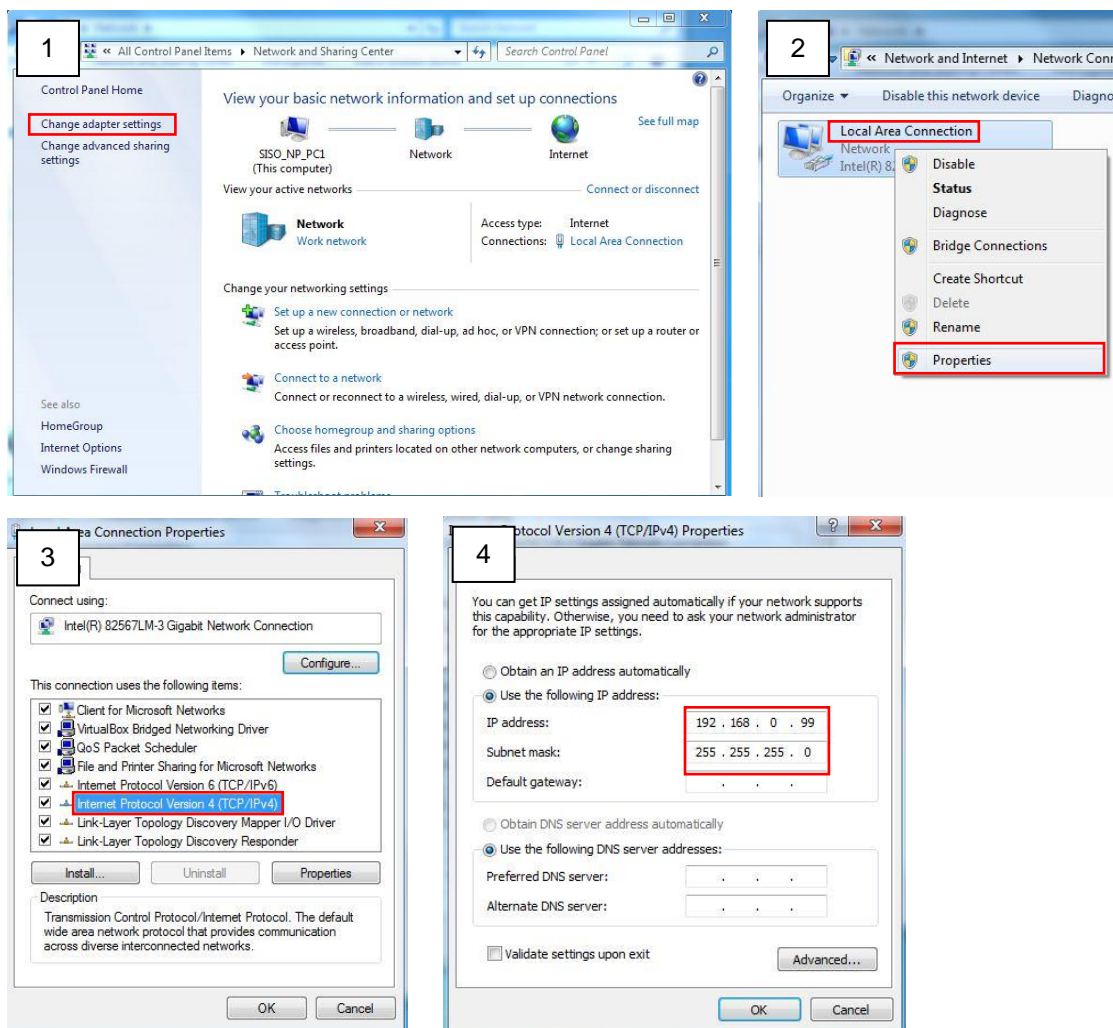 1
« All Control Panel Items ▸ Network and Sharing Center
Search Control Panel
Control Panel Home
Change adapter settings
Change advanced sharing
settings
See also
HomeGroup
Internet Options
Windows Firewall
View your basic network information and set up connections
See full map
SISO_NP_PC1
(This computer)
Network
Internet
View your active networks
Connect or disconnect
Network
Work network
Access type: Internet
Connections: Local Area Connection
Change your networking settings
Set up a new connection or network
Set up a wireless, broadband, dial-up, ad hoc, or VPN connection; or set up a router or
access point.
Connect to a network
Connect or reconnect to a wireless, wired, dial-up, or VPN network connection.
Choose homegroup and sharing options
Access files and printers located on other network computers, or change sharing
settings.
Troubleshoot problems
2
« Network and Internet ▸ Network Conn
Organize Disable this network device Diagno
Local Area Connection
Network
Intel(R) 82
Disable
Status
Diagnose
Bridge Connections
Create Shortcut
Delete
Rename
Properties
3
ea Connection Properties
Connect using:
Intel(R) 82567LM-3 Gigabit Network Connection
Configure...
This connection uses the following items:
Client for Microsoft Networks
VirtualBox Bridged Networking Driver
QoS Packet Scheduler
File and Printer Sharing for Microsoft Networks
Internet Protocol Version 6 (TCP/IPv6)
Internet Protocol Version 4 (TCP/IPv4)
Link-Layer Topology Discovery Mapper I/O Driver
Link-Layer Topology Discovery Responder
Install... Uninstall Properties
Description
Transmission Control Protocol/Internet Protocol. The default
wide area network protocol that provides communication
across diverse interconnected networks.
OK Cancel
4
otocol Version 4 (TCP/IPv4) Properties
You can get IP settings assigned automatically if your network supports
this capability. Otherwise, you need to ask your network administrator
for the appropriate IP settings.
Obtain an IP address automatically
Use the following IP address:
IP address: 192 . 168 . 0 . 99
Subnet mask: 255 . 255 . 255 . 0
Default gateway: . . .
Obtain DNS server address automatically
Use the following DNS server addresses:
Preferred DNS server: . . .
Alternate DNS server: . . .
Validate settings upon exit
Advanced...
OK Cancel